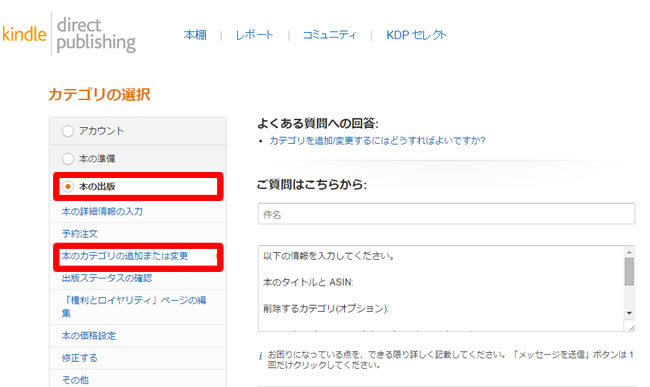 kindle direct publishing
本棚 | レポート | コミュニティ | KDP セレクト
カテゴリの選択
アカウント
本の準備
本の出版
本の詳細情報の入力
予約注文
本のカテゴリの追加または変更
出版ステータスの確認
「権利とロイヤリティ」ページの編
集
本の価格設定
修正する
その他
よくある質問への回答:
• カテゴリを追加/変更するにはどうすればよいですか?
ご質問はこちらから:
件名
以下の情報を入力してください。
本のタイトルと ASIN:
削除するカテゴリ(オプション):
i お困りになっている点を、できる限り詳しく記載してください。「メッセージを送信」ボタンは 1
回だけクリックしてください。